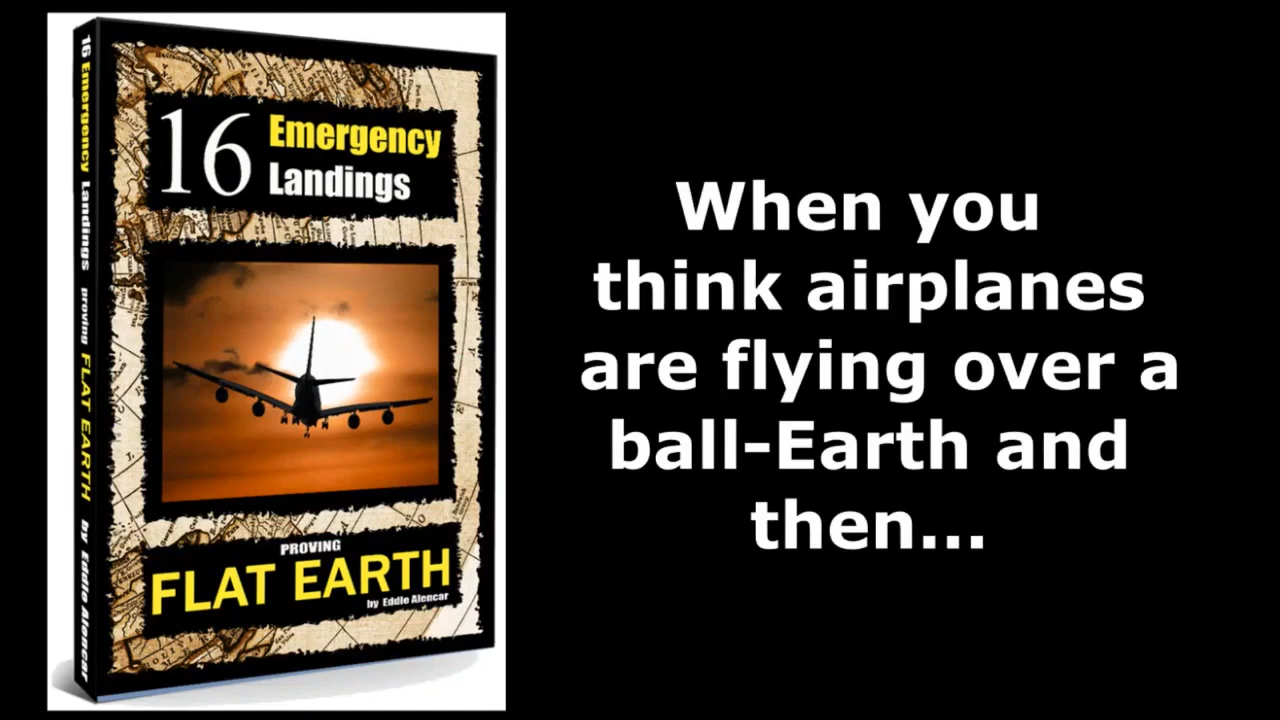 16 Emergency Landings proving FLAT EARTH by Eddie Alencar
16 Emergency
Landings
PROVING
FLAT EARTH
by Eddie Alencar
When you
think airplanes
are flying over a
ball-Earth and
then...